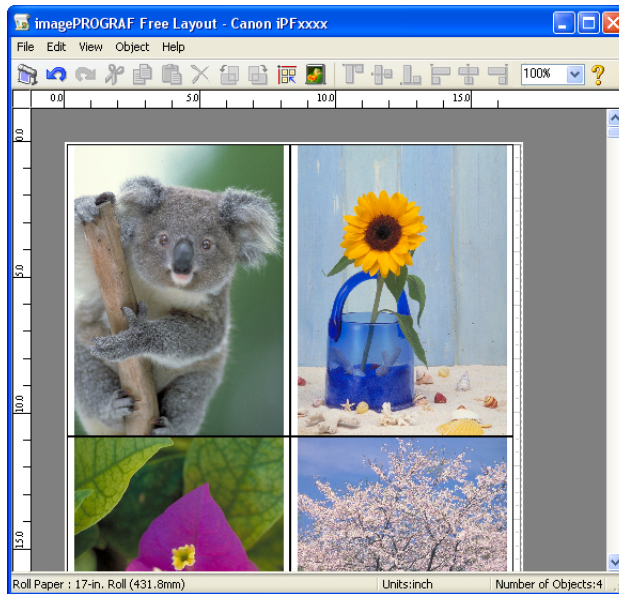 imagePROGRAF Free Layout - Canon iPFxxxx
File Edit View Object Help
100%
0.0 5.0 10.0 15.0
0.0
5.0
10.0
15.0
Roll Paper : 17-in. Roll (431.8mm) Units:inch Number of Objects:4